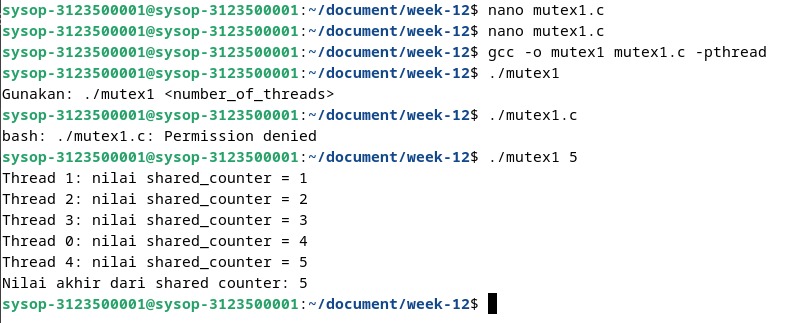 sysop-3123500001@sysop-3123500001:~/document/week-12$ nano mutex1.c
sysop-3123500001@sysop-3123500001:~/document/week-12$ nano mutex1.c
sysop-3123500001@sysop-3123500001:~/document/week-12$ gcc -o mutex1 mutex1.c -pthread
sysop-3123500001@sysop-3123500001:~/document/week-12$ ./mutex1
Gunakan: ./mutex1 <number_of_threads>
sysop-3123500001@sysop-3123500001:~/document/week-12$ ./mutex1.c
bash: ./mutex1.c: Permission denied
sysop-3123500001@sysop-3123500001:~/document/week-12$ ./mutex1 5
Thread 1: nilai shared_counter = 1
Thread 2: nilai shared_counter = 2
Thread 3: nilai shared_counter = 3
Thread 0: nilai shared_counter = 4
Thread 4: nilai shared_counter = 5
Nilai akhir dari shared counter: 5
sysop-3123500001@sysop-3123500001:~/document/week-12$